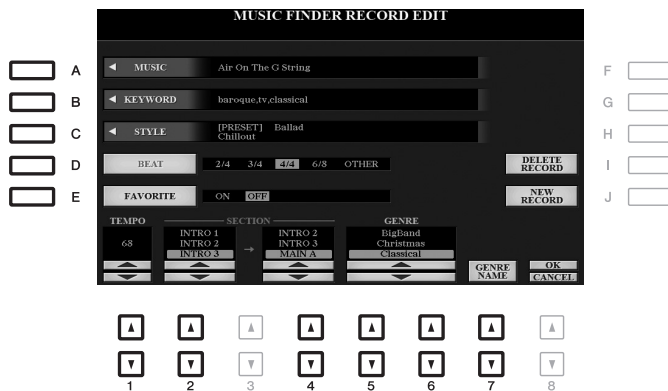 MUSIC FINDER RECORD EDIT
A MUSIC Air On The G String F
B KEYWORD baroque,tv,classical G
C STYLE [PRESET] Ballad H
Chillout
D BEAT 2/4 3/4 4/4 6/8 OTHER DELETE RECORD I
E FAVORITE ON OFF NEW RECORD J
TEMPO SECTION GENRE
INTRO 1 INTRO 2 BigBand
68 INTRO 2 → INTRO 3 Christmas
INTRO 3 MAIN A Classical
GENRE NAME OK
CANCEL
1 2 3 4 5 6 7 8